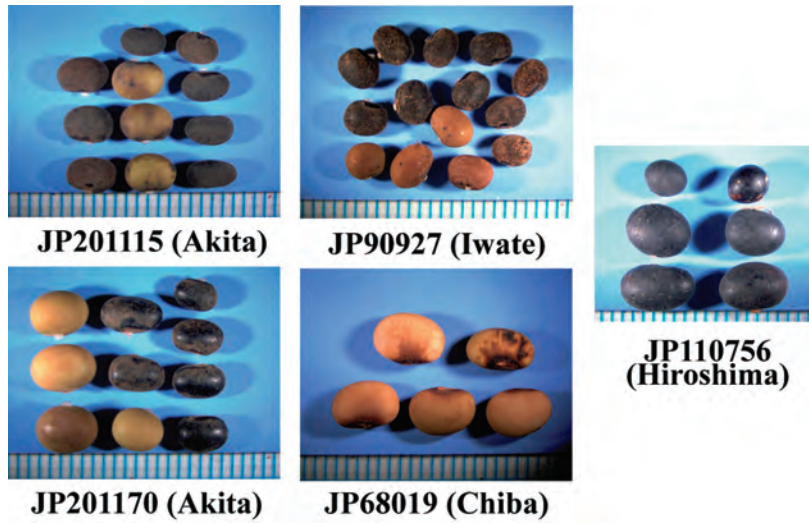 JP201115 (Akita)
JP90927 (Iwate)
JP110756
(Hiroshima)
JP201170 (Akita)
JP68019 (Chiba)